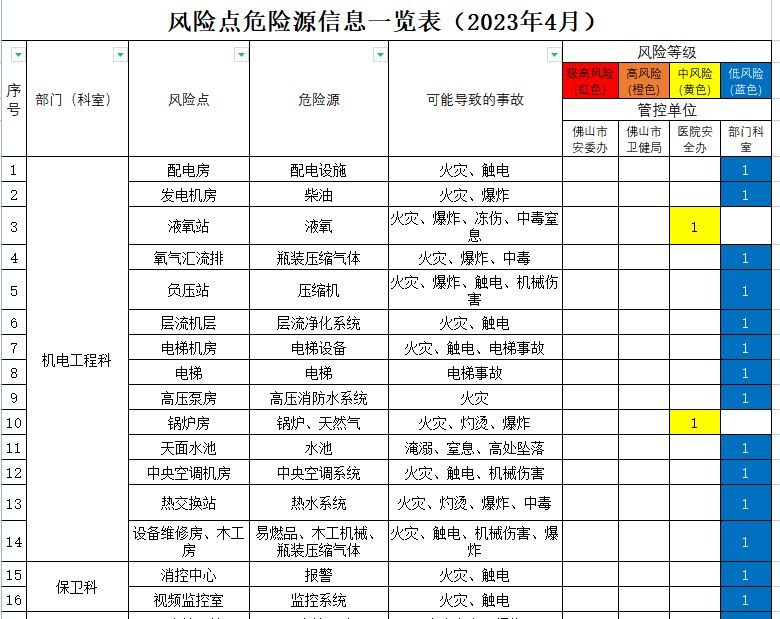 风险点危险源信息一览表（2023年4月）
序号 部门（科室） 风险点 危险源 可能导致的事故 风险等级
极高风险(红色) 高风险(橙色) 中风险(黄色) 低风险(蓝色)
管控单位
佛山市安委办 佛山市卫健局 医院安全办 部门科室
1 机电工程科 配电房 配电设施 火灾、触电 1
2 发电机房 柴油 火灾、爆炸 1
3 液氧站 液氧 火灾、爆炸、冻伤、中毒窒息 1
4 氧气汇流排 瓶装压缩气体 火灾、爆炸、中毒 1
5 负压站 压缩机 火灾、爆炸、触电、机械伤害 1
6 层流机层 层流净化系统 火灾、触电 1
7 电梯机房 电梯设备 火灾、触电、电梯事故 1
8 电梯 电梯 电梯事故 1
9 高压泵房 高压消防水系统 火灾 1
10 锅炉房 锅炉、天然气 火灾、灼烫、爆炸 1
11 天面水池 水池 淹溺、窒息、高处坠落 1
12 中央空调机房 中央空调系统 火灾、触电、机械伤害 1
13 热交换站 热水系统 火灾、灼烫、爆炸、中毒 1
14 设备维修房、木工房 易燃品、木工机械、瓶装压缩气体 火灾、触电、机械伤害、爆炸 1
15 保卫科 消控中心 报警 火灾、触电 1
16 视频监控室 监控系统 火灾、触电 1